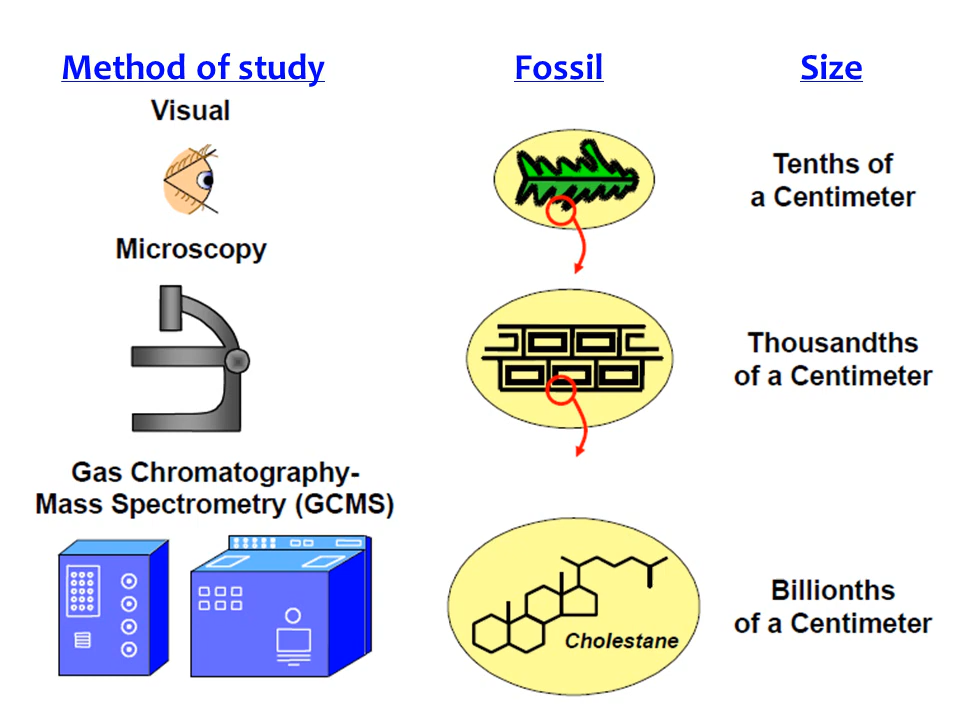 Method of study
Fossil
Size
Visual
Tenths of
a Centimeter
Microscopy
Thousandths
of a Centimeter
Gas Chromatography-
Mass Spectrometry (GCMS)
Cholestane
Billionths
of a Centimeter